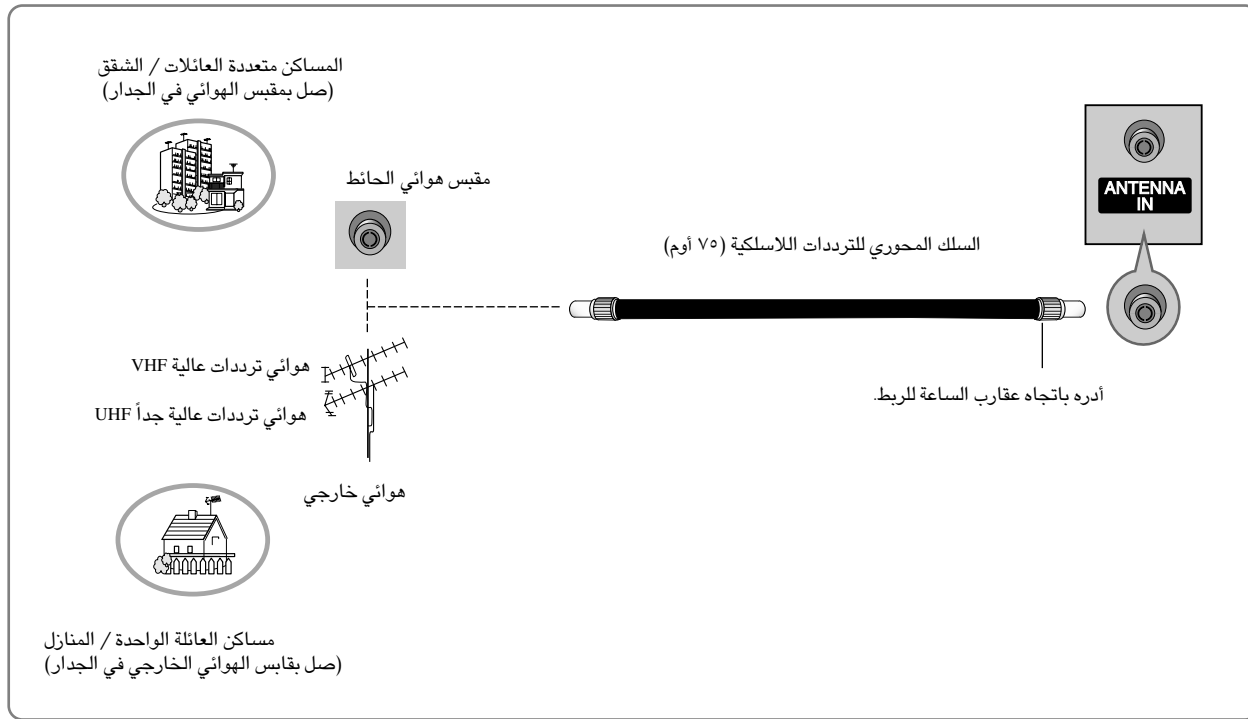 المساكن متعددة العائلات / الشقق
(صل بمقبس الهوائي في الجدار)
مقبس هوائي الحائط
ANTENNA
IN
السلك المحوري للترددات اللاسلكية (٧٥ أوم)
هوائي ترددات عالية VHF
هوائي ترددات عالية جداً UHF
أدره باتجاه عقارب الساعة للربط.
هوائي خارجي
مساكن العائلة الواحدة / المنازل
(صل بقابس الهوائي الخارجي في الجدار)